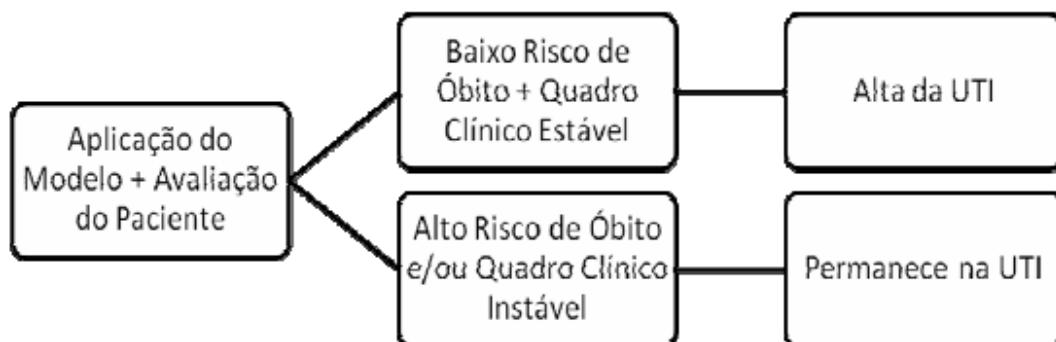 Aplicação do
Modelo + Avaliação
do Paciente
Baixo Risco de
Óbito + Quadro
Clínico Estável
Alta da UTI
Alto Risco de Óbito
e/ou Quadro Clínico
Instável
Permanece na UTI